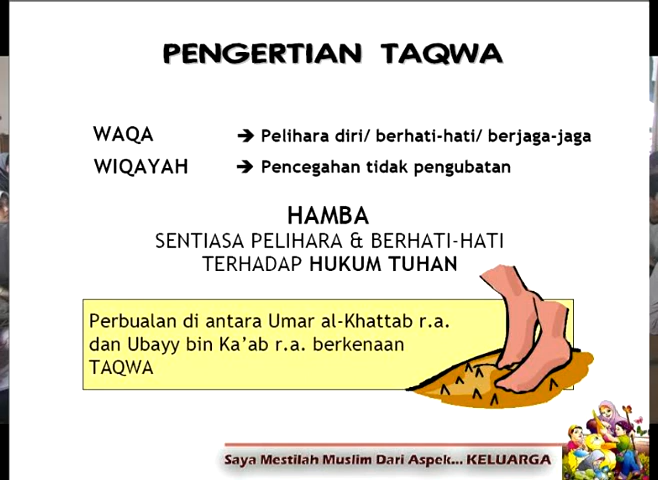 PENGERTIAN TAQWA
WAQA → Pelihara diri/ berhati-hati/ berjaga-jaga
WIQAYAH → Pencegahan tidak pengubatan
HAMBA
SENTIASA PELIHARA & BERHATI-HATI
TERHADAP HUKUM TUHAN
Perbualan di antara Umar al-Khattab r.a.
dan Ubayy bin Ka'ab r.a. berkenaan
TAQWA
Saya Mestilah Muslim Dari Aspek... KELUARGA